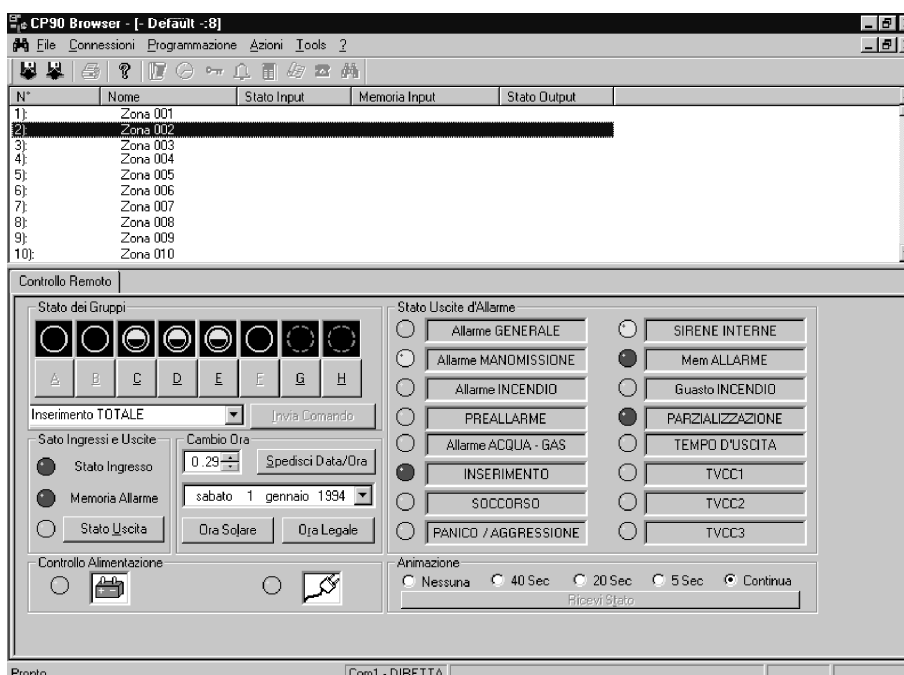 CP90 Browser - [- Default -:8]
File Connessioni Programmazione Azioni Tools ?
N° Nome Stato Input Memoria Input Stato Output
1): Zona 001
2): Zona 002
3): Zona 003
4): Zona 004
5): Zona 005
6): Zona 006
7): Zona 007
8): Zona 008
9): Zona 009
10): Zona 010
Controllo Remoto
Stato dei Gruppi
A B C D E F G H
Inserimento TOTALE Invia Comando
Sato Ingressi e Uscite
Stato Ingresso
Memoria Allarme
Stato Uscita
Cambio Ora
0.29 Spedisci Data/Ora
sabato 1 gennaio 1994
Ora Solare Ora Legale
Controllo Alimentazione
Stato Uscite d'Allarme
Allarme GENERALE SIRENE INTERNE
Allarme MANOMISSIONE Mem ALLARME
Allarme INCENDIO Guasto INCENDIO
PREALLARME PARZIALIZZAZIONE
Allarme ACQUA - GAS TEMPO D'USCITA
INSERIMENTO TVCC1
SOCCORSO TVCC2
PANICO / AGGRESSIONE TVCC3
Animazione
Nessuna 40 Sec 20 Sec 5 Sec Continua
Ricevi Stato
Pronto Com1 - DIRETTA